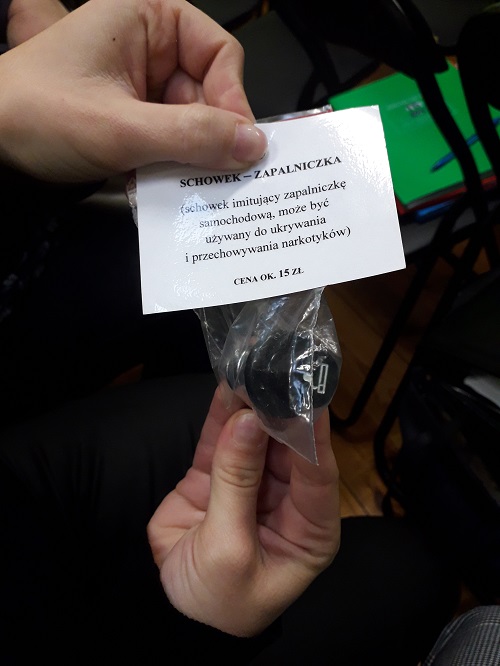 SCHOWEK – ZAPALNICZKA
(schowek imitujący zapalniczkę
samochodową, może być
używany do ukrywania
i przechowywania narkotyków)
CENA OK. 15 ZŁ